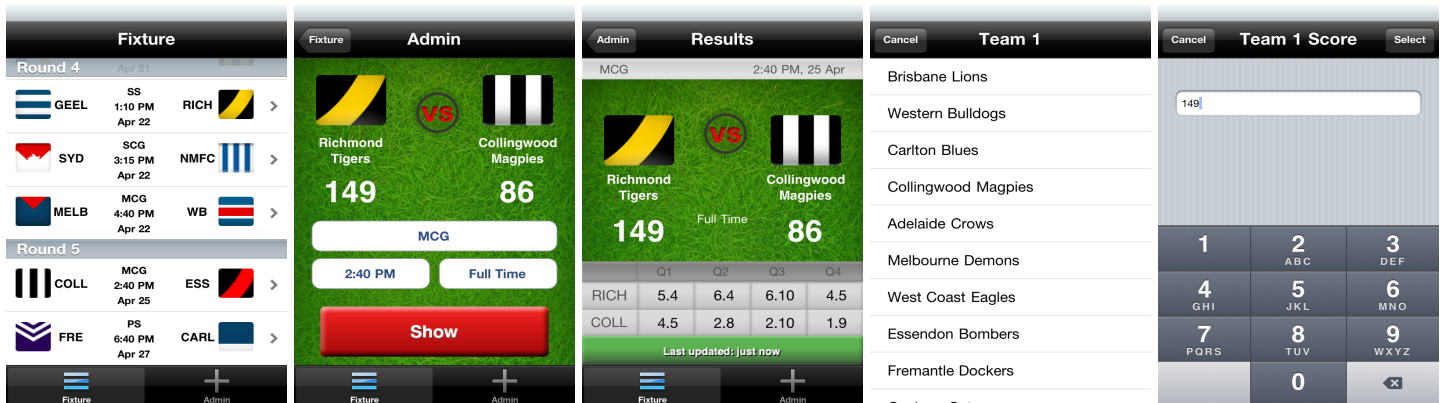 Fixture
Round 4
Apr 21
GEEL SS RICH
1:10 PM
Apr 22
SYD SCG NMFC
3:15 PM
Apr 22
MELB MCG WB
4:40 PM
Apr 22
Round 5
COLL MCG ESS
2:40 PM
Apr 25
FRE PS CARL
6:40 PM
Apr 27
Fixture Admin
Fixture Admin
VS
Richmond Tigers
Collingwood Magpies
149 86
MCG
2:40 PM Full Time
Show
Fixture Admin
Admin Results
MCG 2:40 PM, 25 Apr
VS
Richmond Tigers
Collingwood Magpies
Full Time
149 86
Q1 Q2 Q3 Q4
RICH 5.4 6.4 6.10 4.5
COLL 4.5 2.8 2.10 1.9
Last updated: just now
Fixture Admin
Cancel Team 1
Brisbane Lions
Western Bulldogs
Carlton Blues
Collingwood Magpies
Adelaide Crows
Melbourne Demons
West Coast Eagles
Essendon Bombers
Fremantle Dockers
Cancel Team 1 Score Select
149
1 2 3
ABC DEF
4 5 6
GHI JKL MNO
7 8 9
PQRS TUV WXYZ
0